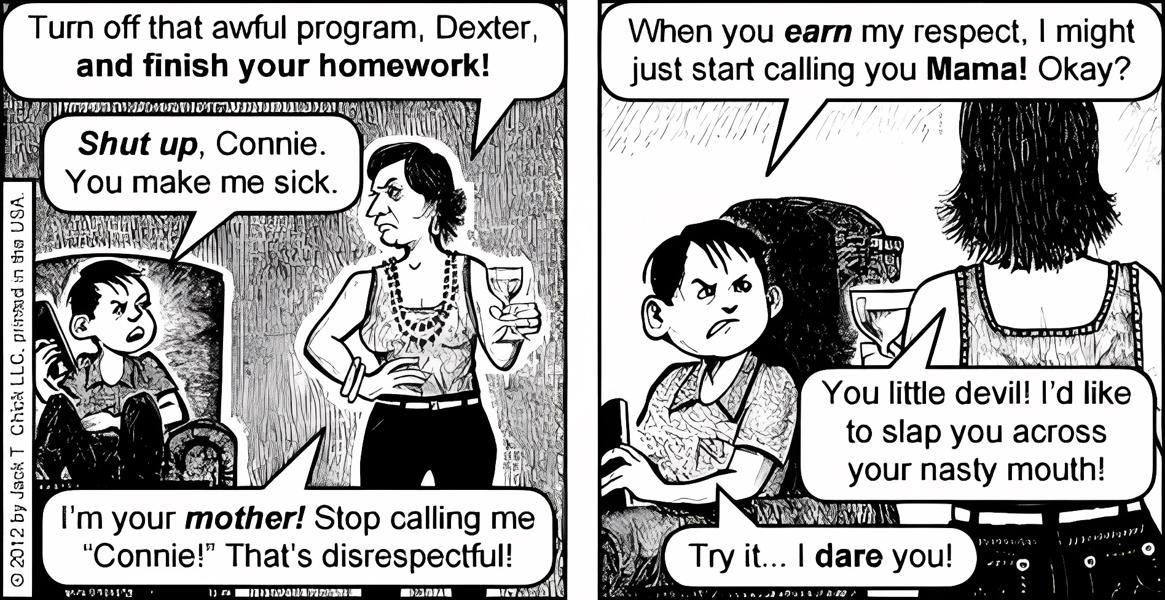 Turn off that awful program, Dexter,
and finish your homework!
Shut up, Connie.
You make me sick.
I'm your mother! Stop calling me
"Connie!" That's disrespectful!
© 2012 by Jack T Chick LLC. printed in the USA.
When you earn my respect, I might
just start calling you Mama! Okay?
You little devil! I'd like
to slap you across
your nasty mouth!
Try it... I dare you!